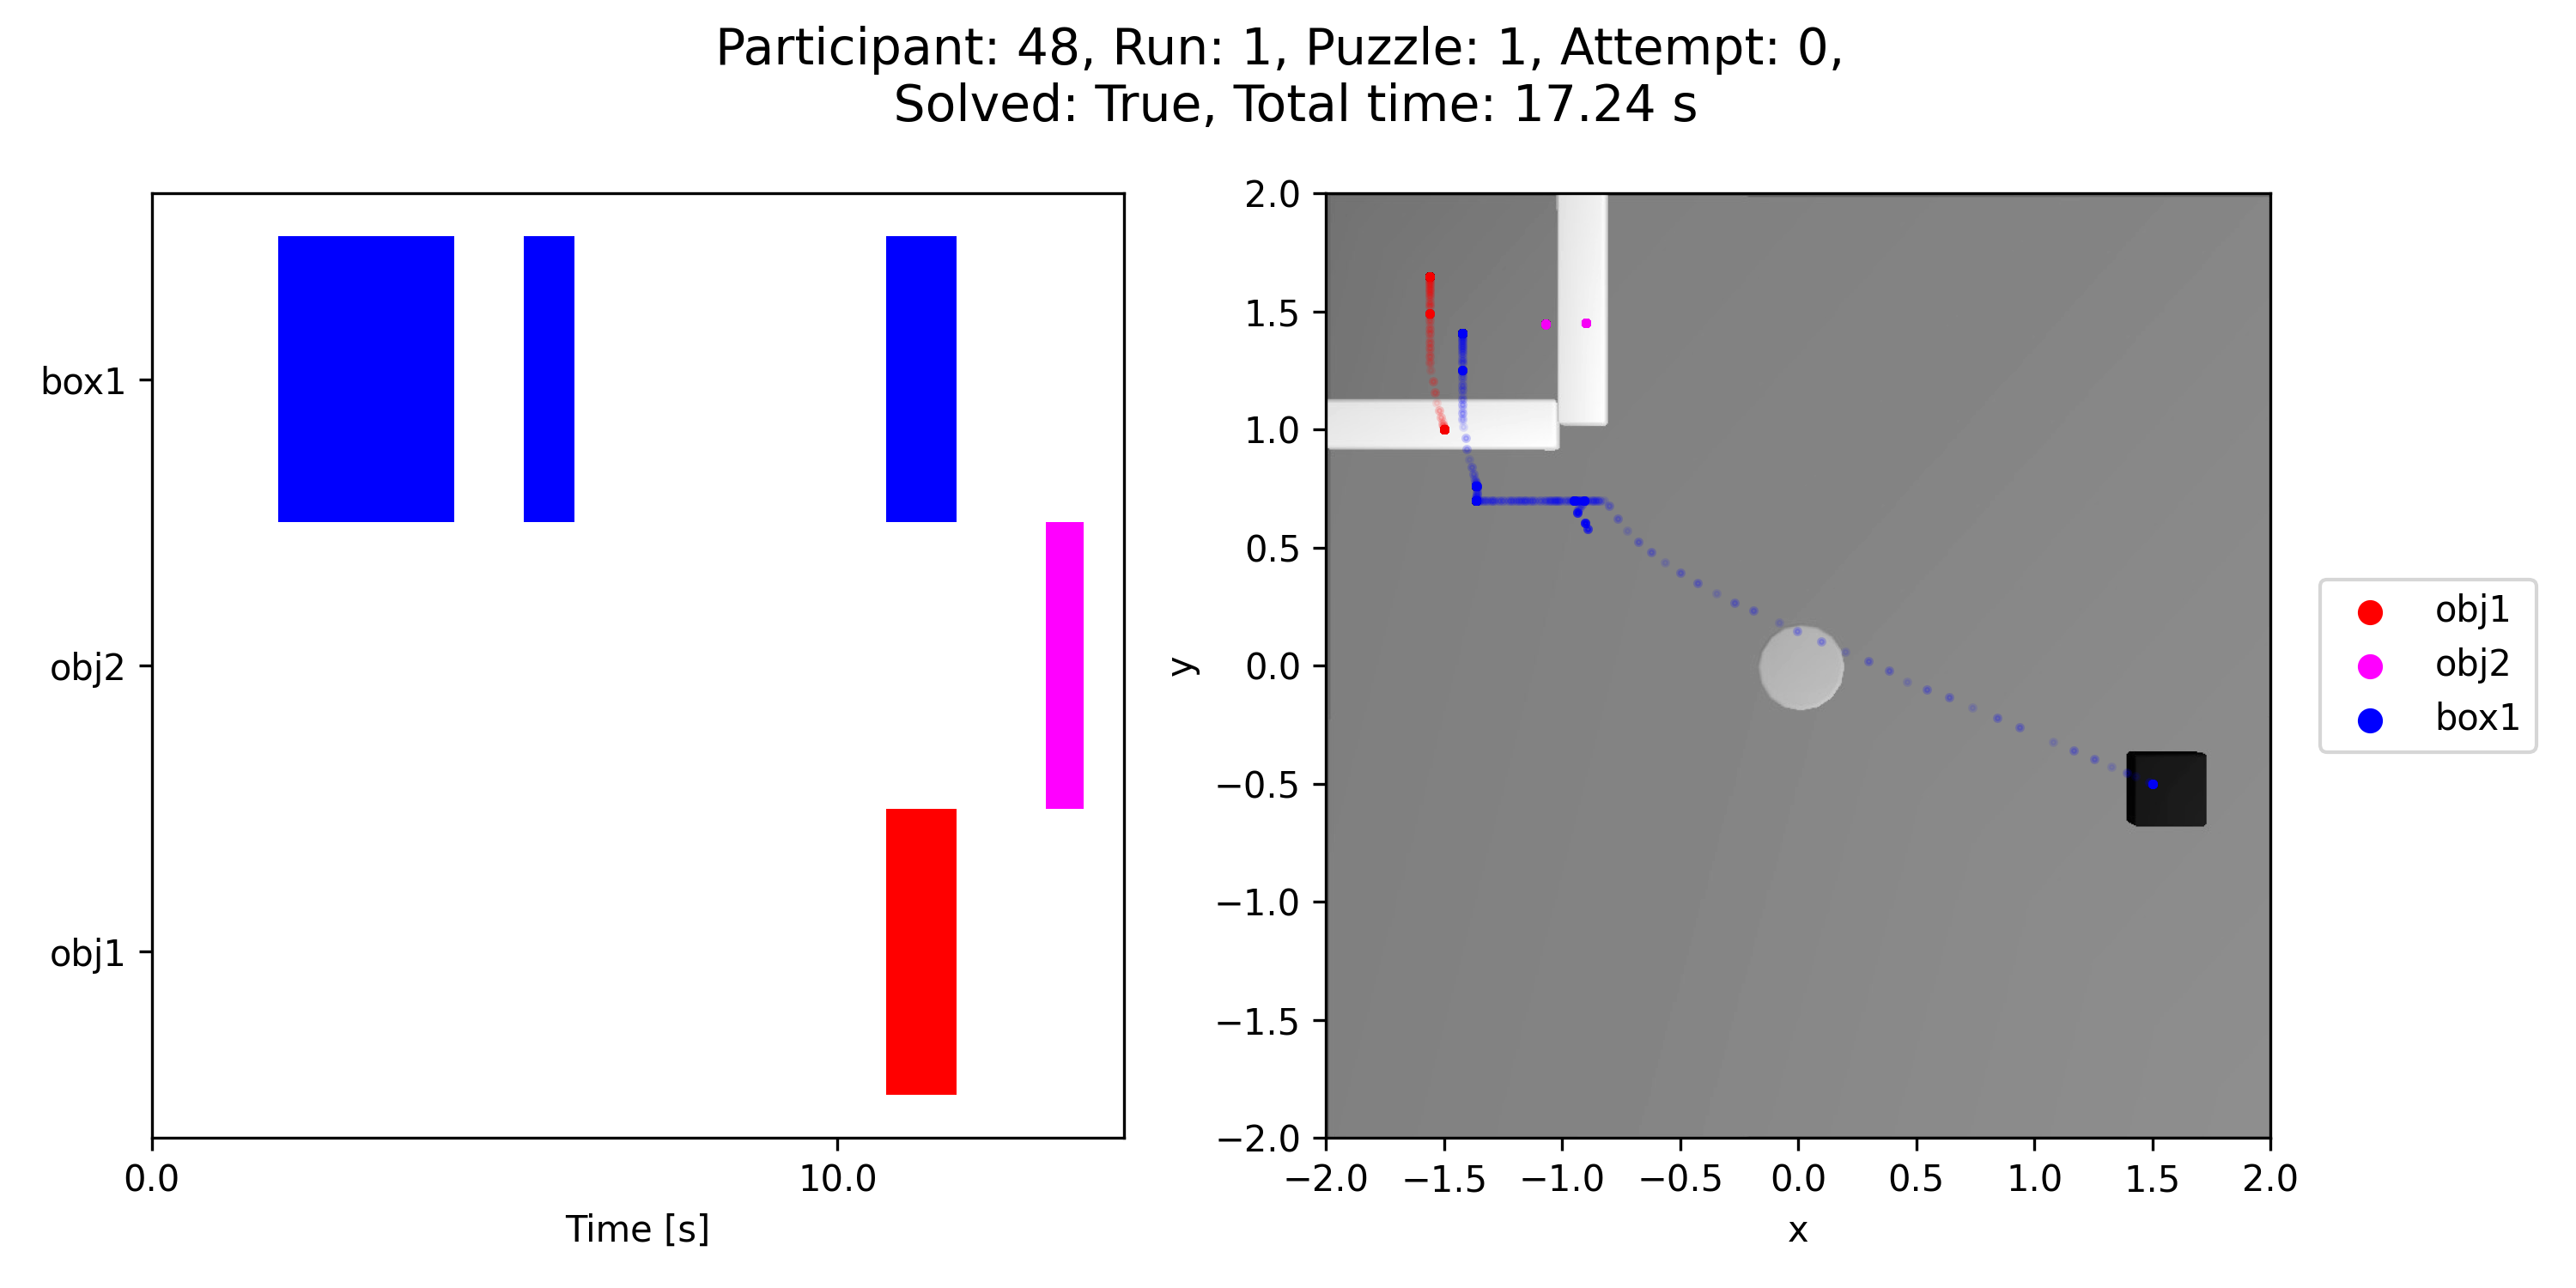 Participant: 48, Run: 1, Puzzle: 1, Attempt: 0,
Solved: True, Total time: 17.24 s
box1
obj2
obj1
0.0
10.0
Time [s]
2.0
1.5
1.0
0.5
0.0
−0.5
−1.0
−1.5
−2.0
y
−2.0
−1.5
−1.0
−0.5
0.0
0.5
1.0
1.5
2.0
x
obj1
obj2
box1